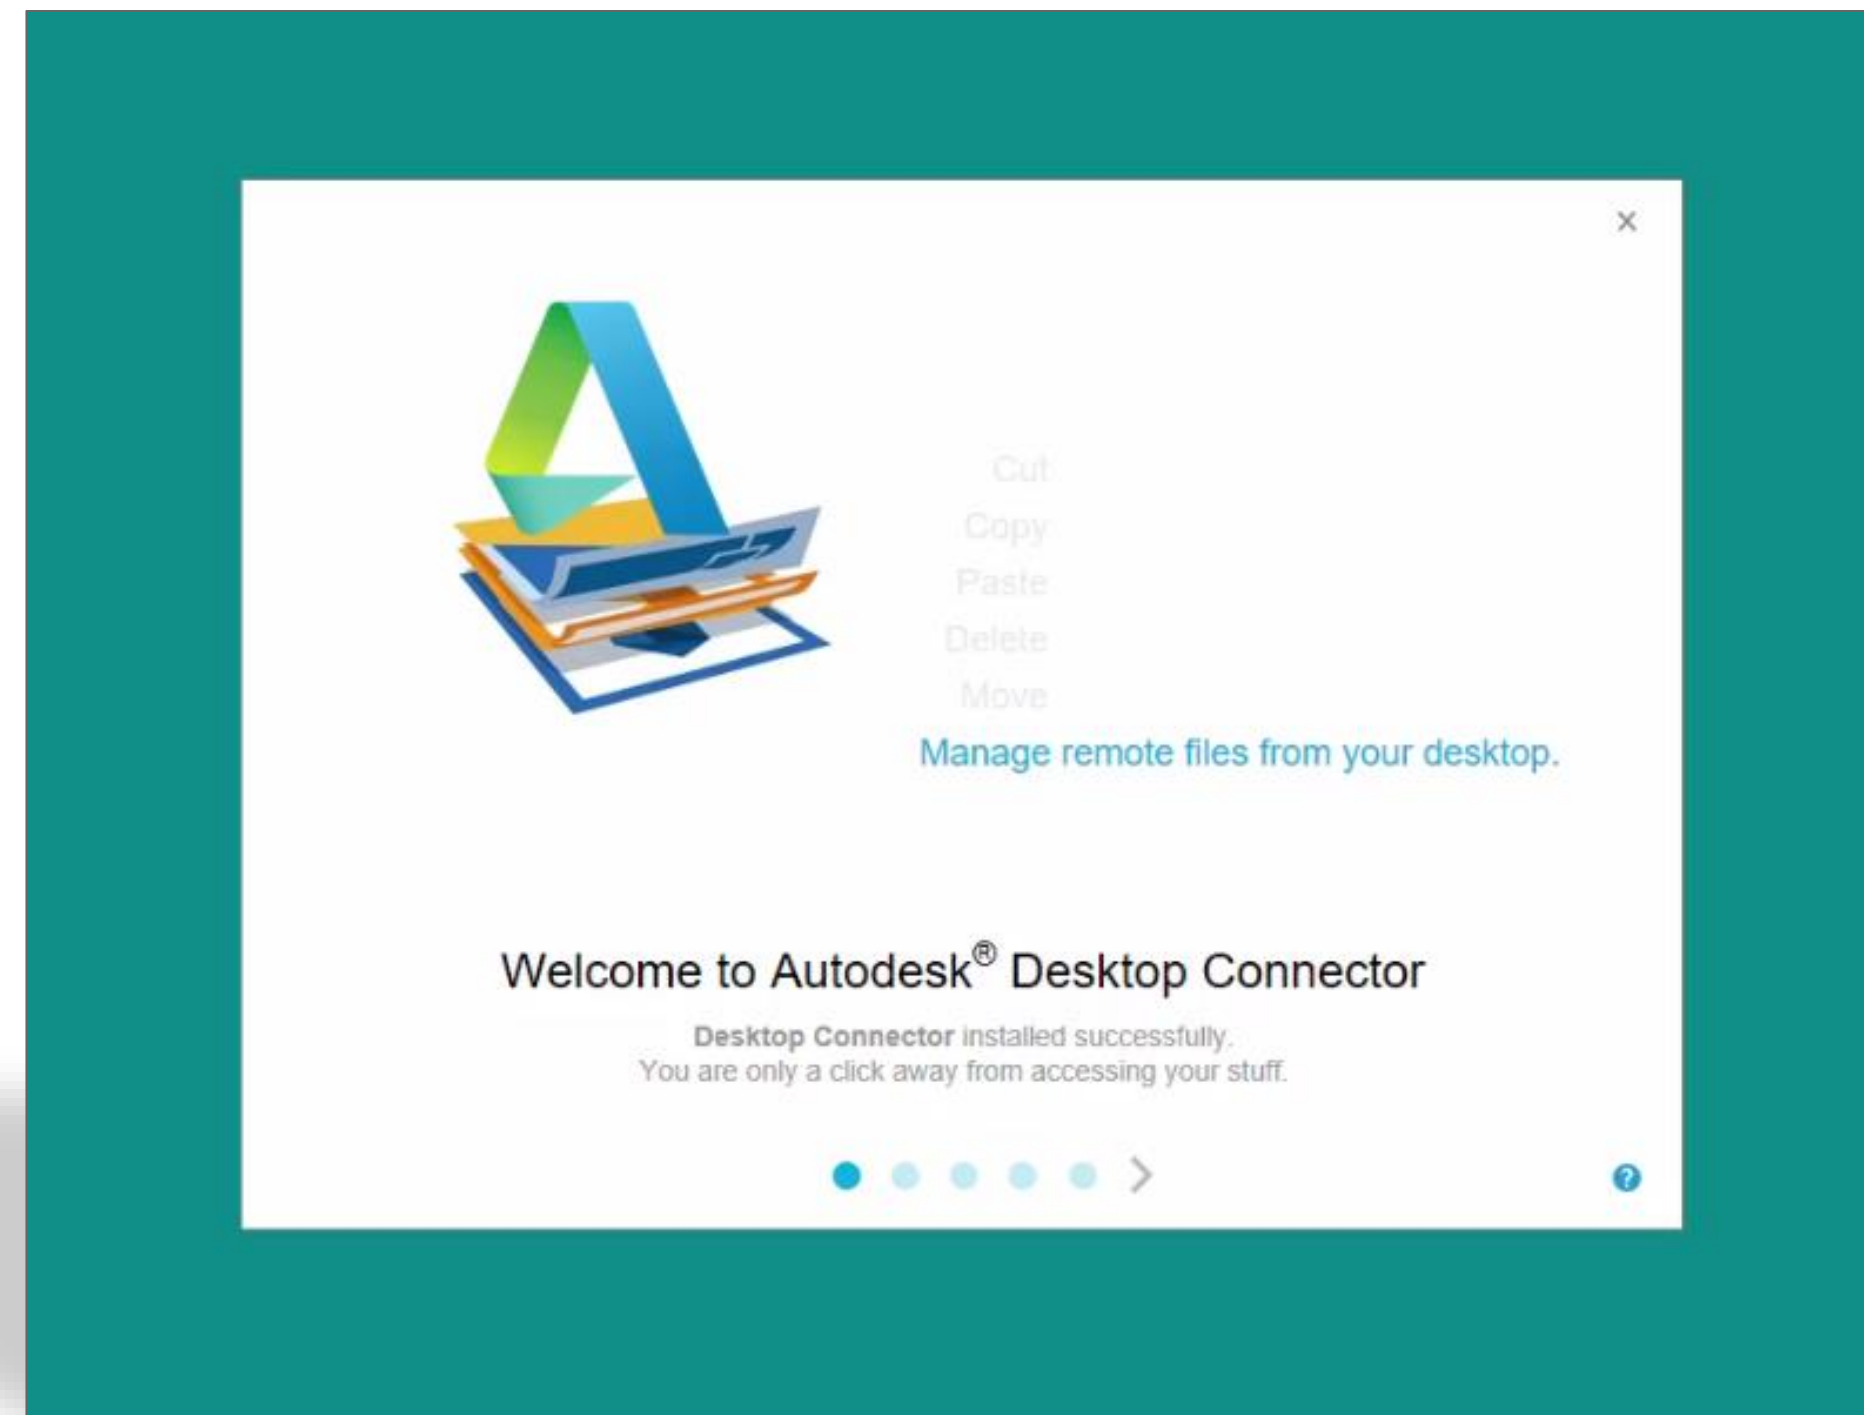 Cut
Copy
Paste
Delete
Move
Manage remote files from your desktop.
Welcome to Autodesk® Desktop Connector
Desktop Connector installed successfully.
You are only a click away from accessing your stuff.
?